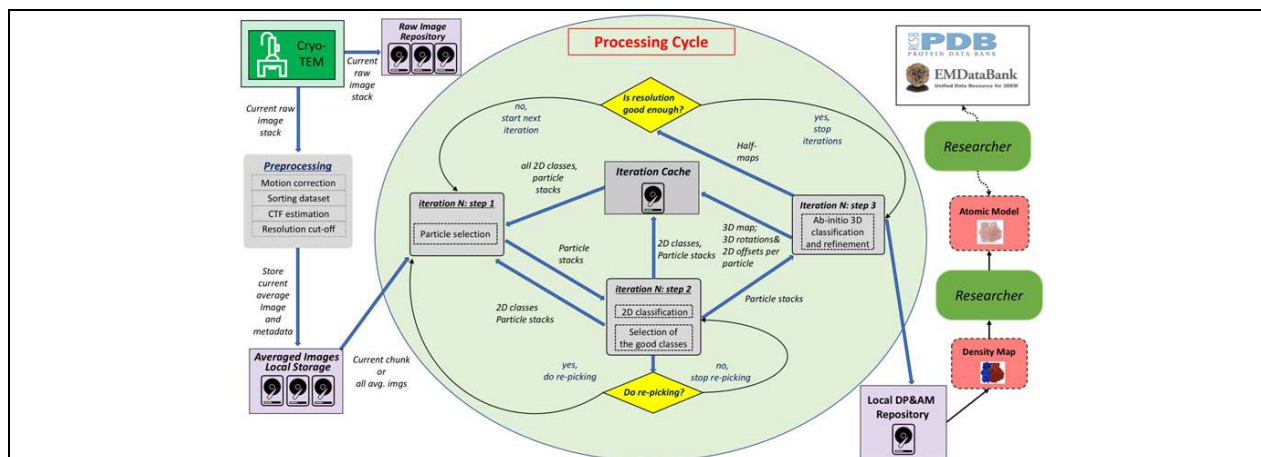 Cryo-
TEM
Raw Image
Repository
Current
raw
image
stack
Current raw
image
stack
Preprocessing
Motion correction
Sorting dataset
CTF estimation
Resolution cut-off
Store
current
average
Image
and
metadata
Averaged Images
Local Storage
Current chunk
or
all avg. imgs
Processing Cycle
Is resolution
good enough?
no,
start next
iteration
yes,
stop
iterations
Half-
maps
all 2D classes,
particle
stacks
Iteration Cache
iteration N: step 1
Particle selection
Iteration N: step 3
Ab-initio 3D
classification
and refinement
Particle
stacks
2D classes,
Particle stacks
3D map;
3D rotations&
2D offsets per
particle
iteration N: step 2
2D classification
Selection of
the good classes
2D classes
Particle stacks
Particle stacks
yes,
do re-picking
no,
stop re-picking
Do re-picking?
RCSB
PDB
PROTEIN DATA BANK
EMDataBank
Unified Data Resource for 3DEM
Researcher
Atomic Model
Researcher
Density Map
Local DP&AM
Repository